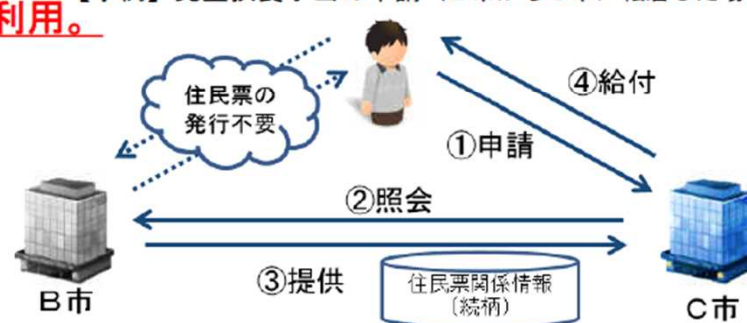 利用。
住民票の
発行不要
④給付
①申請
②照会
③提供
住民票関係情報
（続柄）
B市
C市